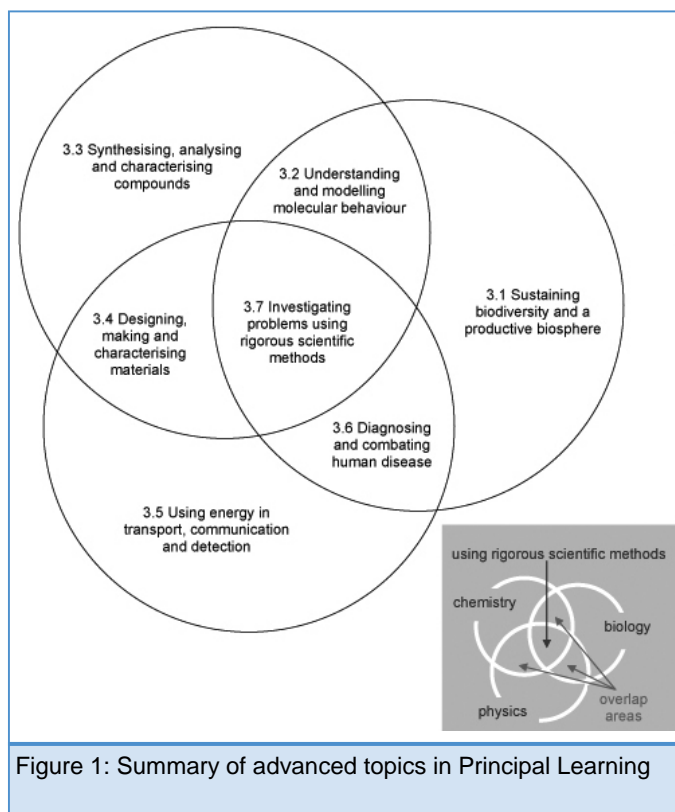 3.3 Synthesising, analysing
and characterising
compounds
3.2 Understanding
and modelling
molecular behaviour
3.1 Sustaining
biodiversity and a
productive biosphere
3.4 Designing,
making and
characterising
materials
3.7 Investigating
problems using
rigorous scientific
methods
3.6 Diagnosing
and combating
human disease
3.5 Using energy in
transport, communication
and detection
using rigorous scientific methods
chemistry
biology
physics
overlap
areas
Figure 1: Summary of advanced topics in Principal Learning